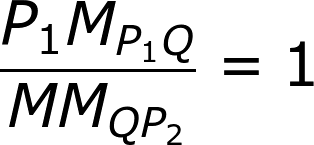 P₁M_{P₁Q}
MM_{QP₂}
= 1